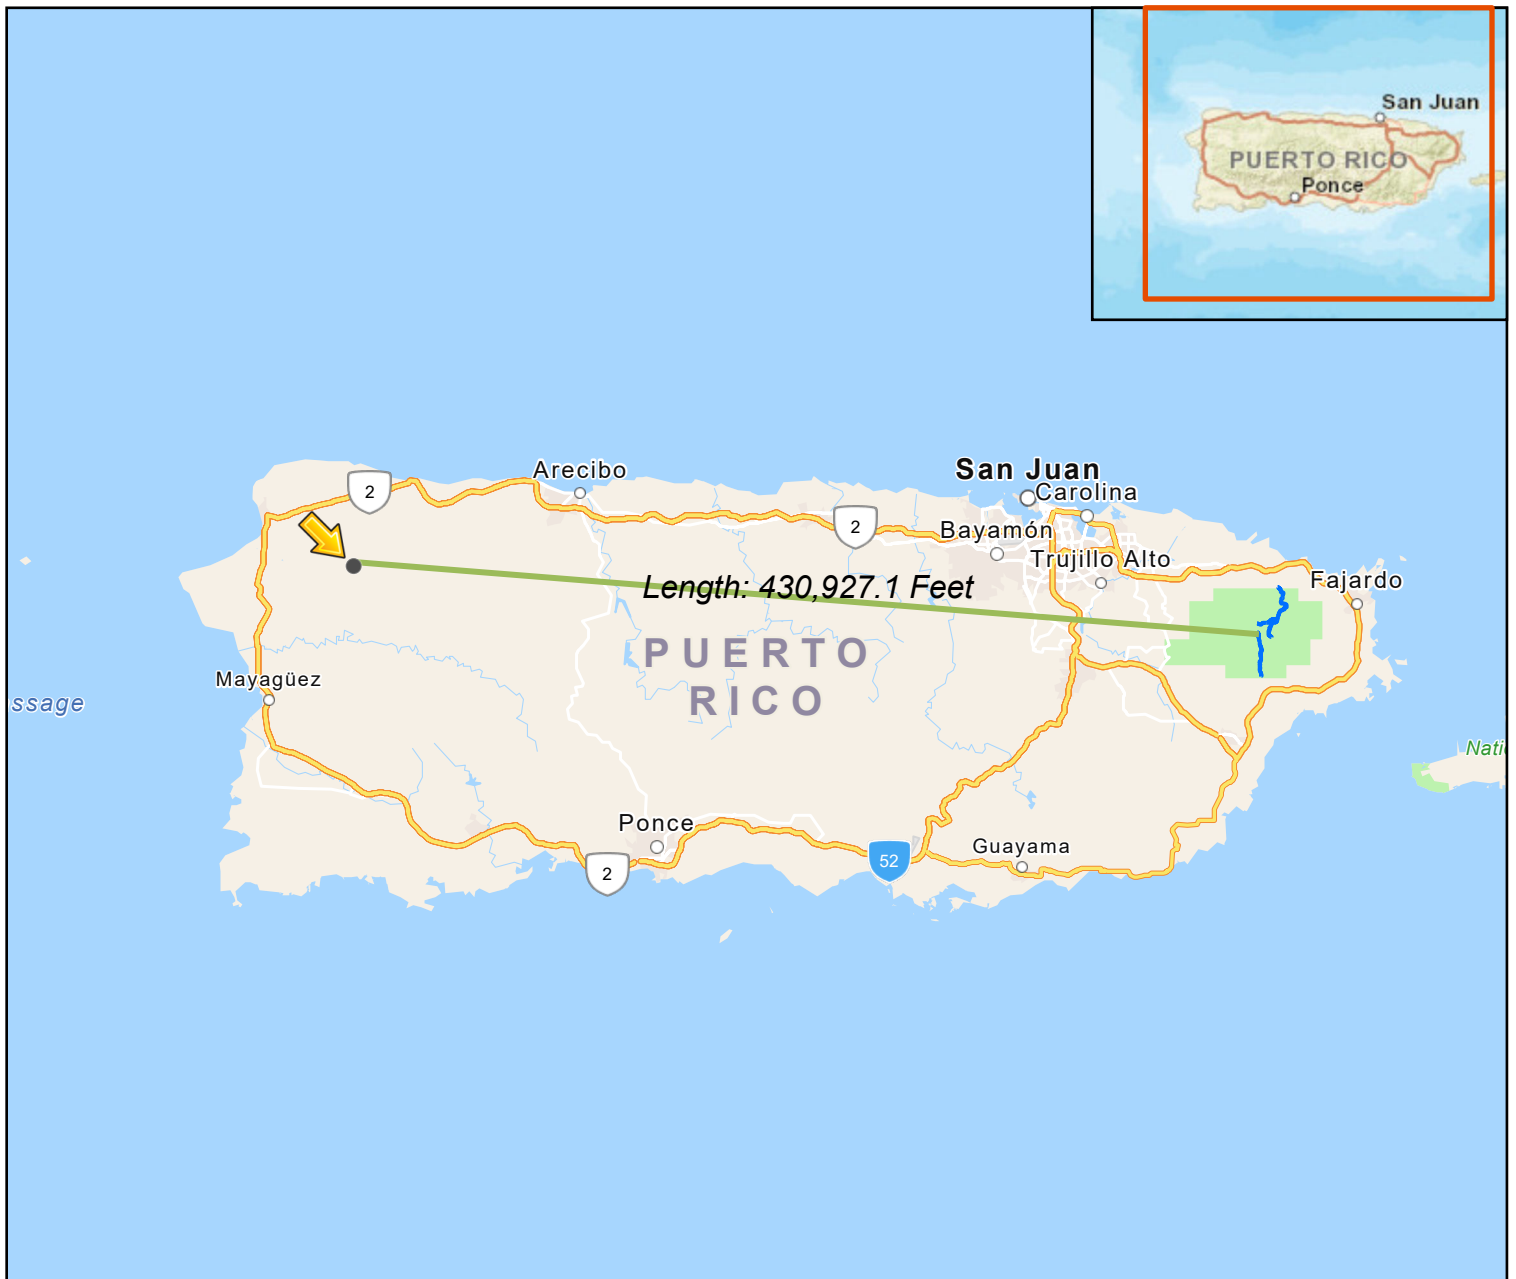 San Juan
PUERTO RICO
Ponce
Arecibo
San Juan
2
Carolina
2
Bayamón
Trujillo Alto
Fajardo
Length: 430,927.1 Feet
PUERTO
RICO
Mayagüez
ssage
Nati
Ponce
Guayama
52
2